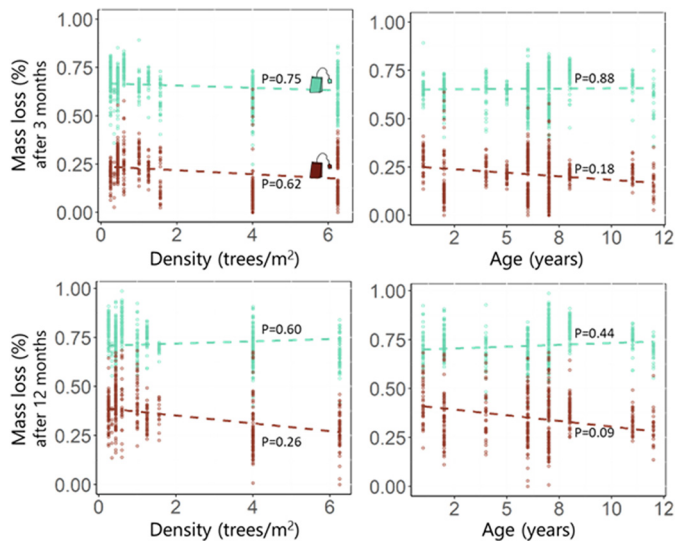 Mass loss (%)
after 3 months
1.00
0.75
0.50
0.25
0.00
P=0.75
P=0.62
0 2 4 6
Density (trees/m²)
1.00
0.75
0.50
0.25
0.00
P=0.88
P=0.18
2 5 8 10 12
Age (years)
Mass loss (%)
after 12 months
1.00
0.75
0.50
0.25
0.00
P=0.60
P=0.26
0 2 4 6
Density (trees/m²)
1.00
0.75
0.50
0.25
0.00
P=0.44
P=0.09
2 5 8 10 12
Age (years)